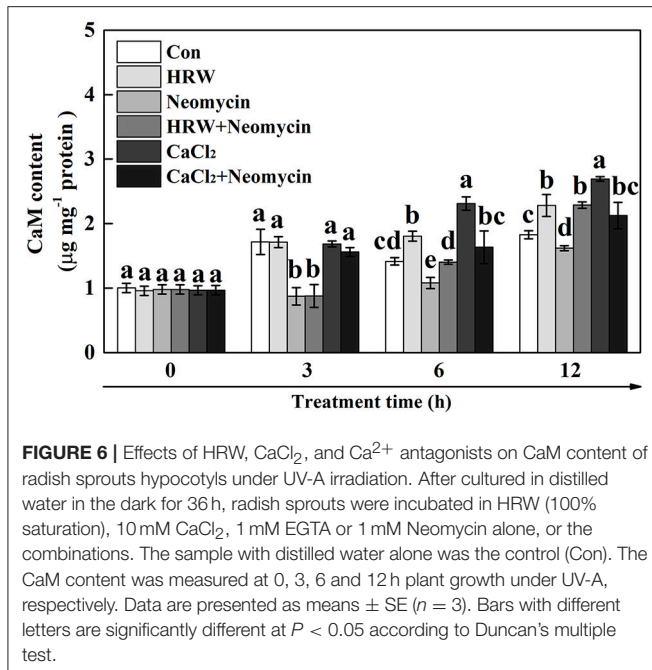 5
4
3
2
1
0
CaM content
(µg mg⁻¹ protein)
Con
HRW
Neomycin
HRW+Neomycin
CaCl₂
CaCl₂+Neomycin
a a a a a a
a a b b a a
cd b e d a bc
c b d b a bc
0 3 6 12
Treatment time (h)
FIGURE 6 | Effects of HRW, CaCl₂, and Ca²⁺ antagonists on CaM content of
radish sprouts hypocotyls under UV-A irradiation. After cultured in distilled
water in the dark for 36 h, radish sprouts were incubated in HRW (100%
saturation), 10 mM CaCl₂, 1 mM EGTA or 1 mM Neomycin alone, or the
combinations. The sample with distilled water alone was the control (Con). The
CaM content was measured at 0, 3, 6 and 12 h plant growth under UV-A,
respectively. Data are presented as means ± SE (n = 3). Bars with different
letters are significantly different at P < 0.05 according to Duncan's multiple
test.